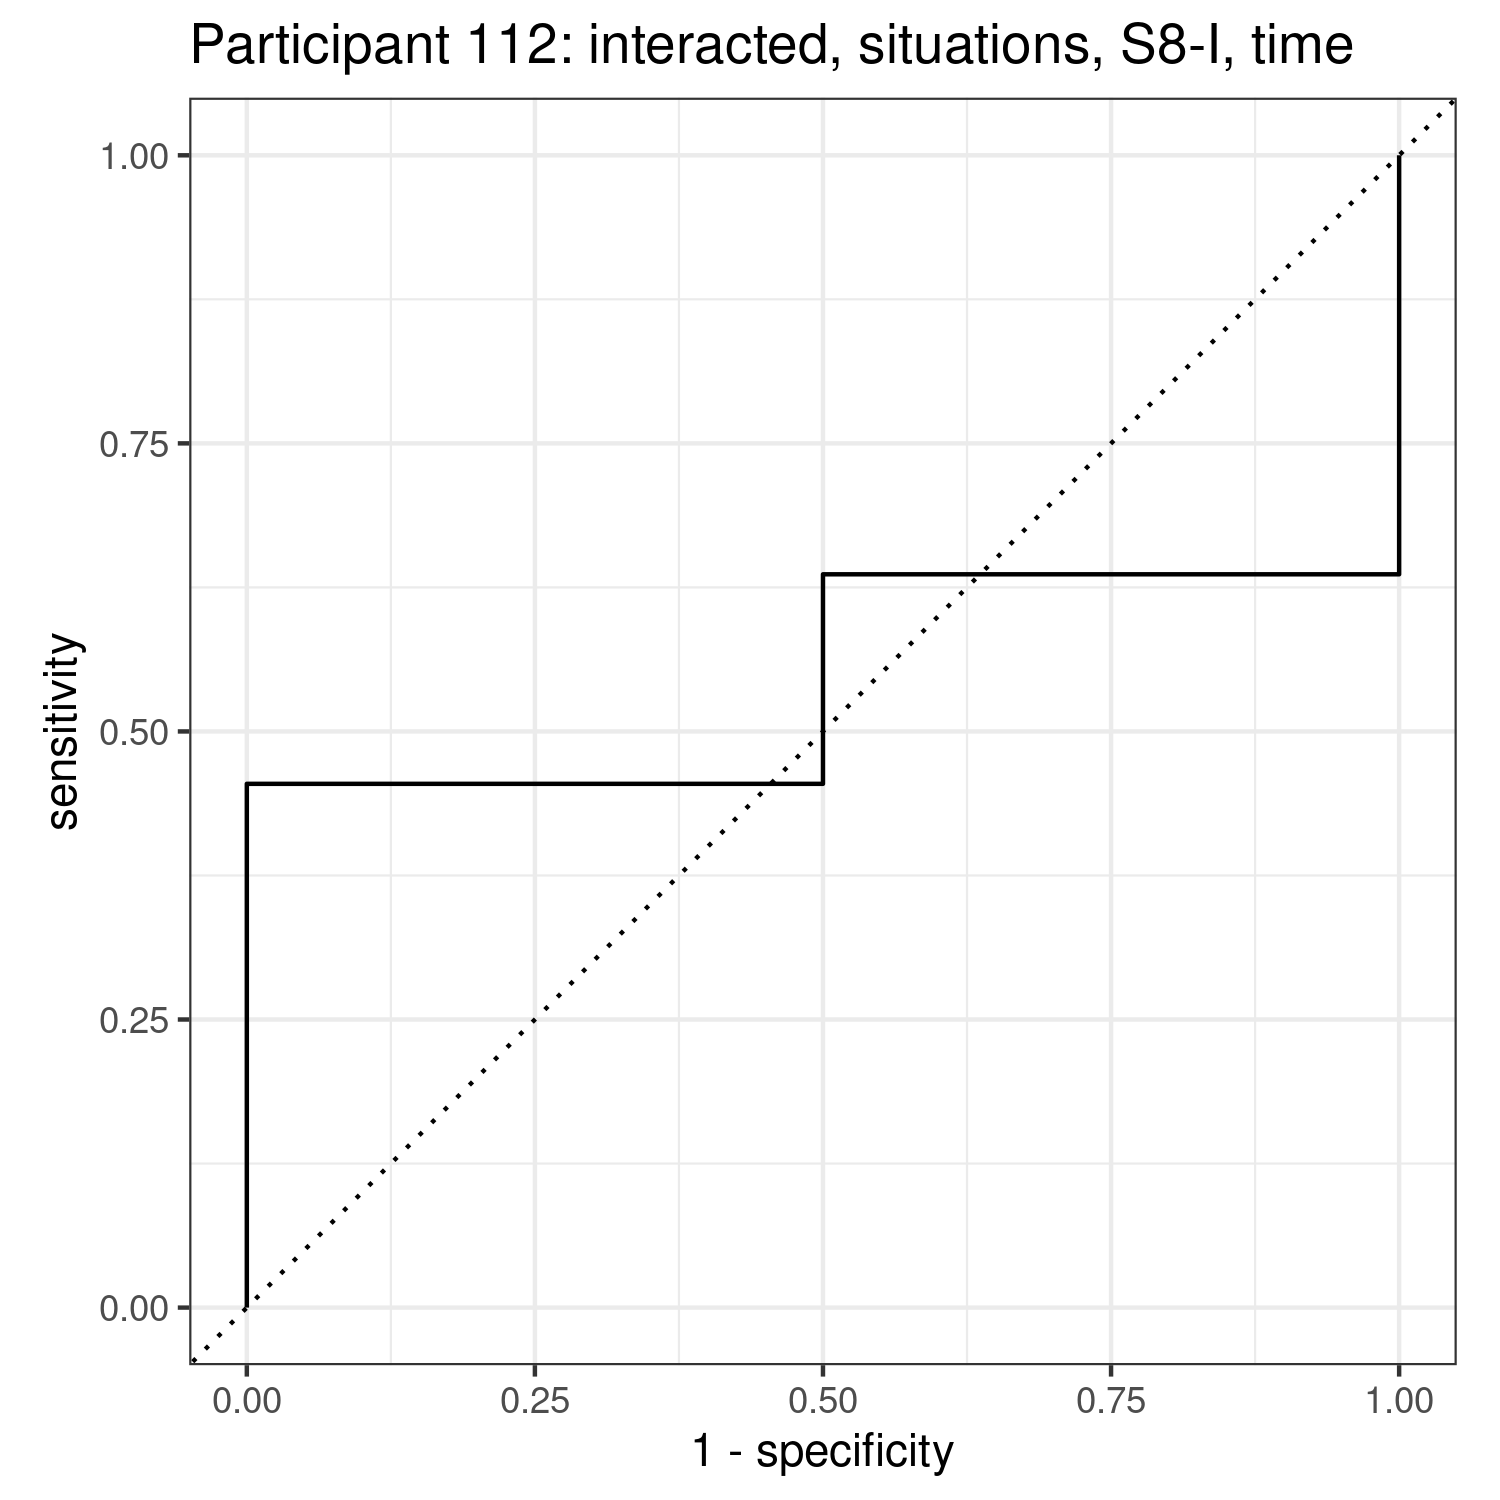 Participant 112: interacted, situations, S8-I, time
1.00
0.75
0.50
0.25
0.00
sensitivity
0.00 0.25 0.50 0.75 1.00
1 - specificity